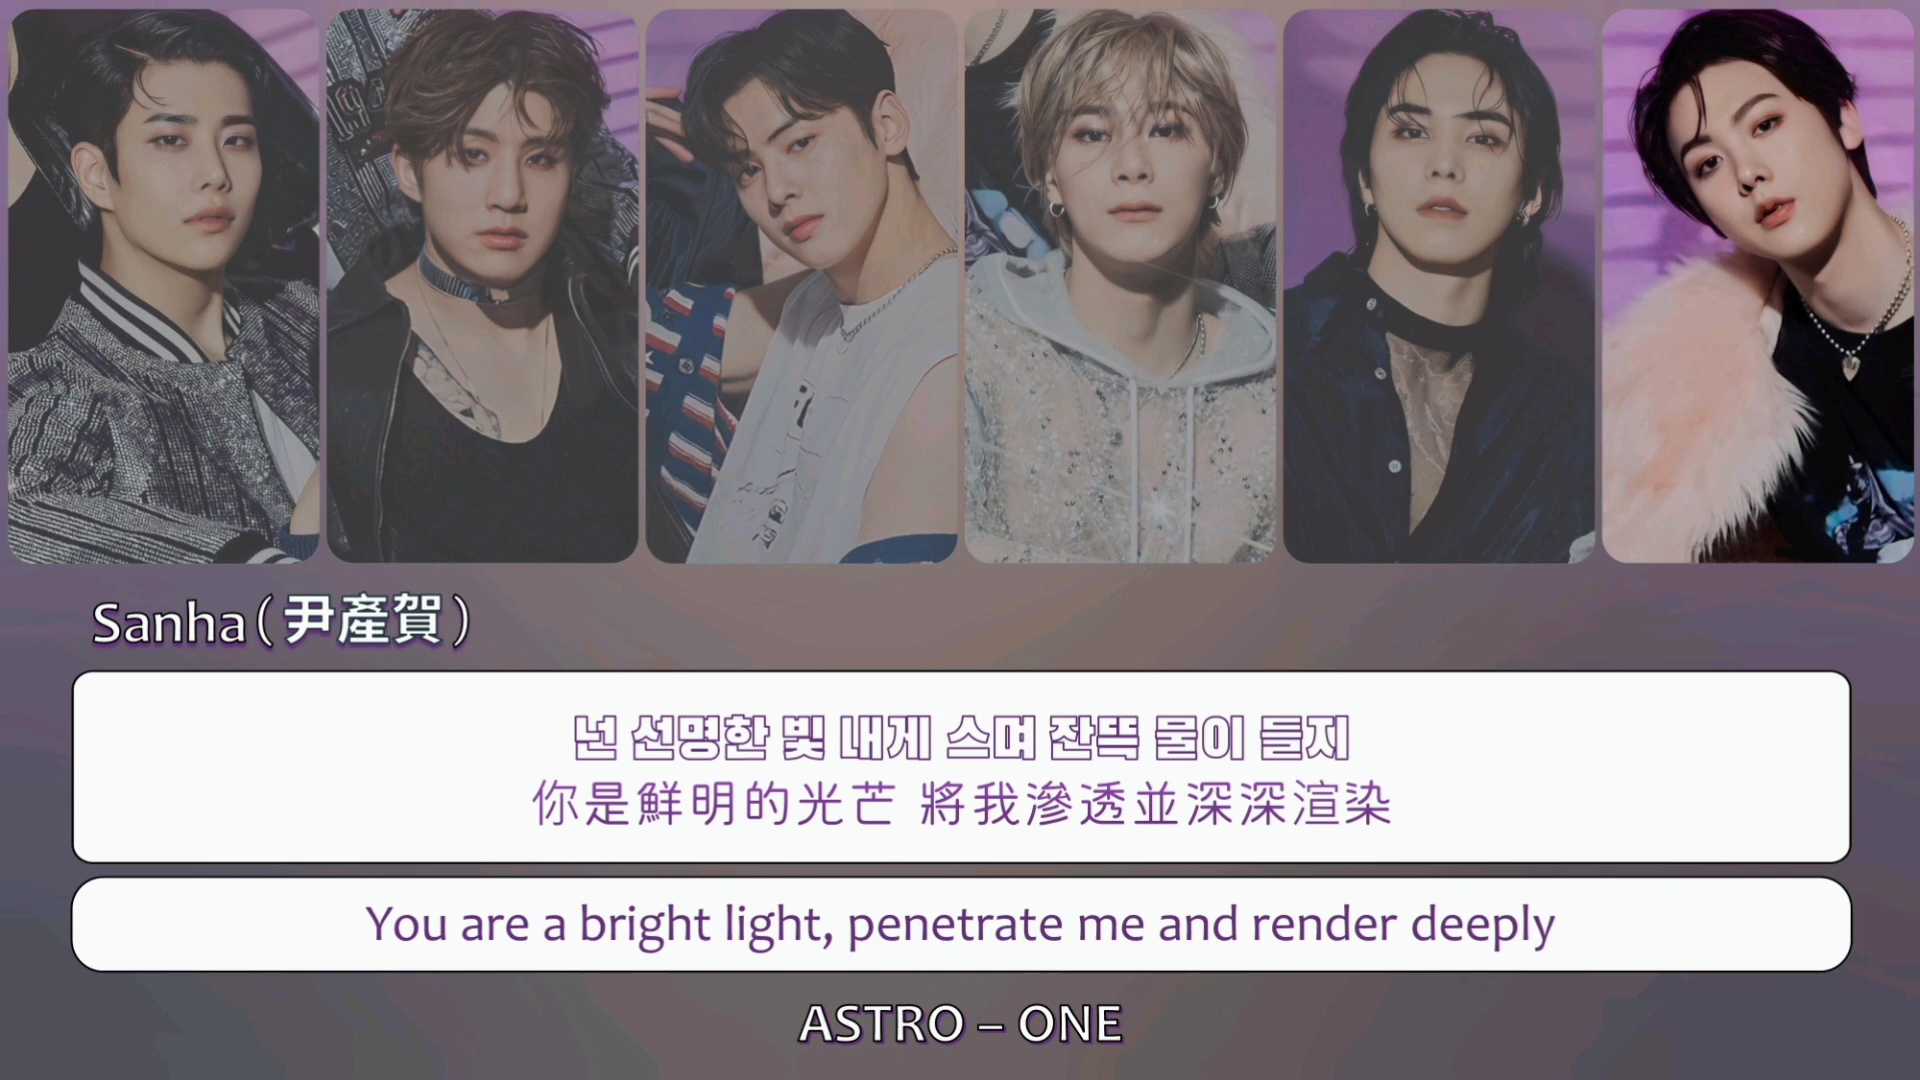 Sanha(尹產賀)
넌 선명한 빛 내게 스며 잔뜩 물이 들지
你是鮮明的光芒 將我滲透並深深渲染
You are a bright light, penetrate me and render deeply
ASTRO – ONE